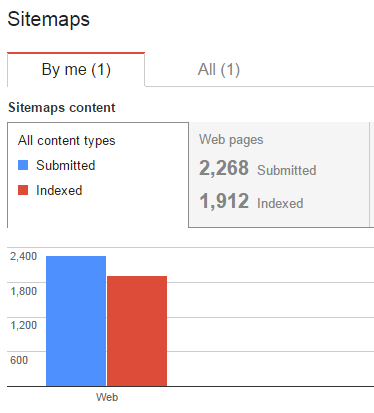 Sitemaps
By me (1)
All (1)
Sitemaps content
All content types
Submitted
Indexed
Web pages
2,268 Submitted
1,912 Indexed
2,400
1,800
1,200
600
Web